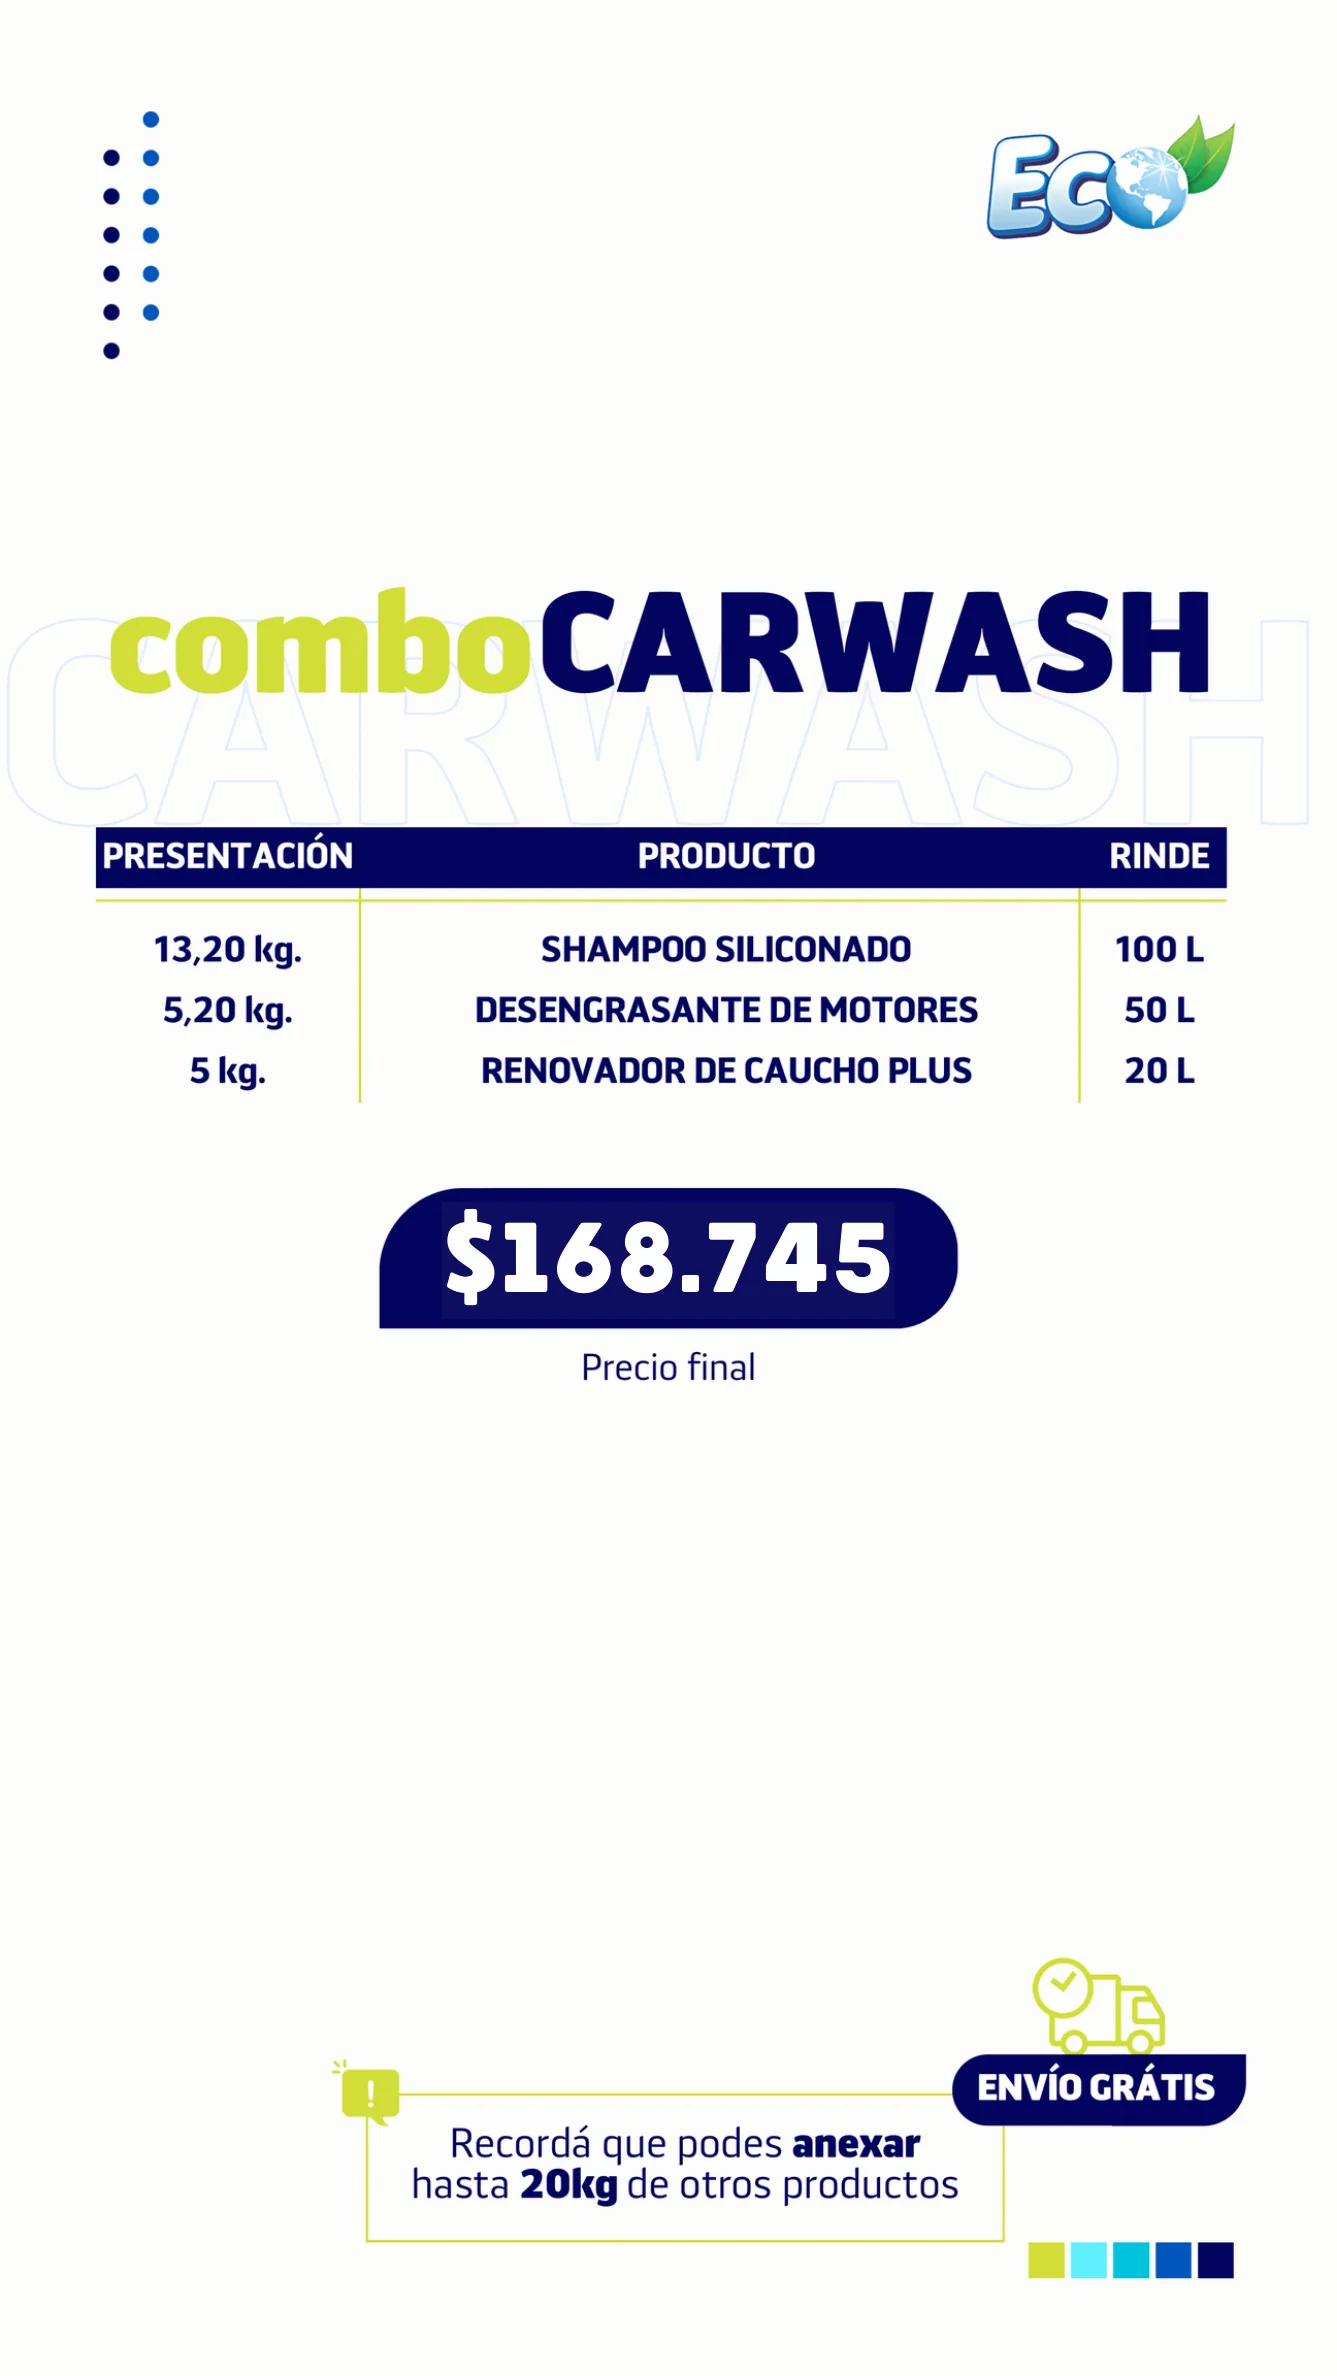 Eco
comboCARWASH
CARWASH
PRESENTACIÓN PRODUCTO RINDE
13,20 kg. SHAMPOO SILICONADO 100 L
5,20 kg. DESENGRASANTE DE MOTORES 50 L
5 kg. RENOVADOR DE CAUCHO PLUS 20 L
$168.745
Precio final
ENVÍO GRÁTIS
!
Recordá que podes anexar
hasta 20kg de otros productos